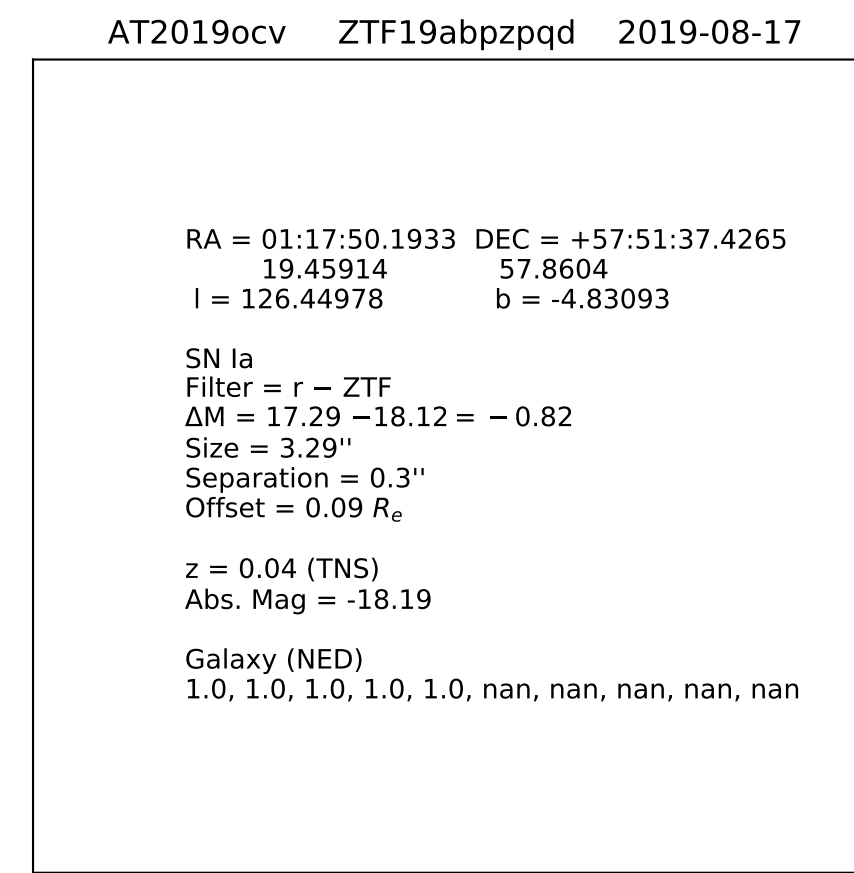 AT2019ocv ZTF19abpzpqd 2019-08-17
RA = 01:17:50.1933 DEC = +57:51:37.4265
19.45914 57.8604
l = 126.44978 b = -4.83093
SN Ia
Filter = r − ZTF
ΔM = 17.29 −18.12 = − 0.82
Size = 3.29''
Separation = 0.3''
Offset = 0.09 Rₑ
z = 0.04 (TNS)
Abs. Mag = -18.19
Galaxy (NED)
1.0, 1.0, 1.0, 1.0, 1.0, nan, nan, nan, nan, nan